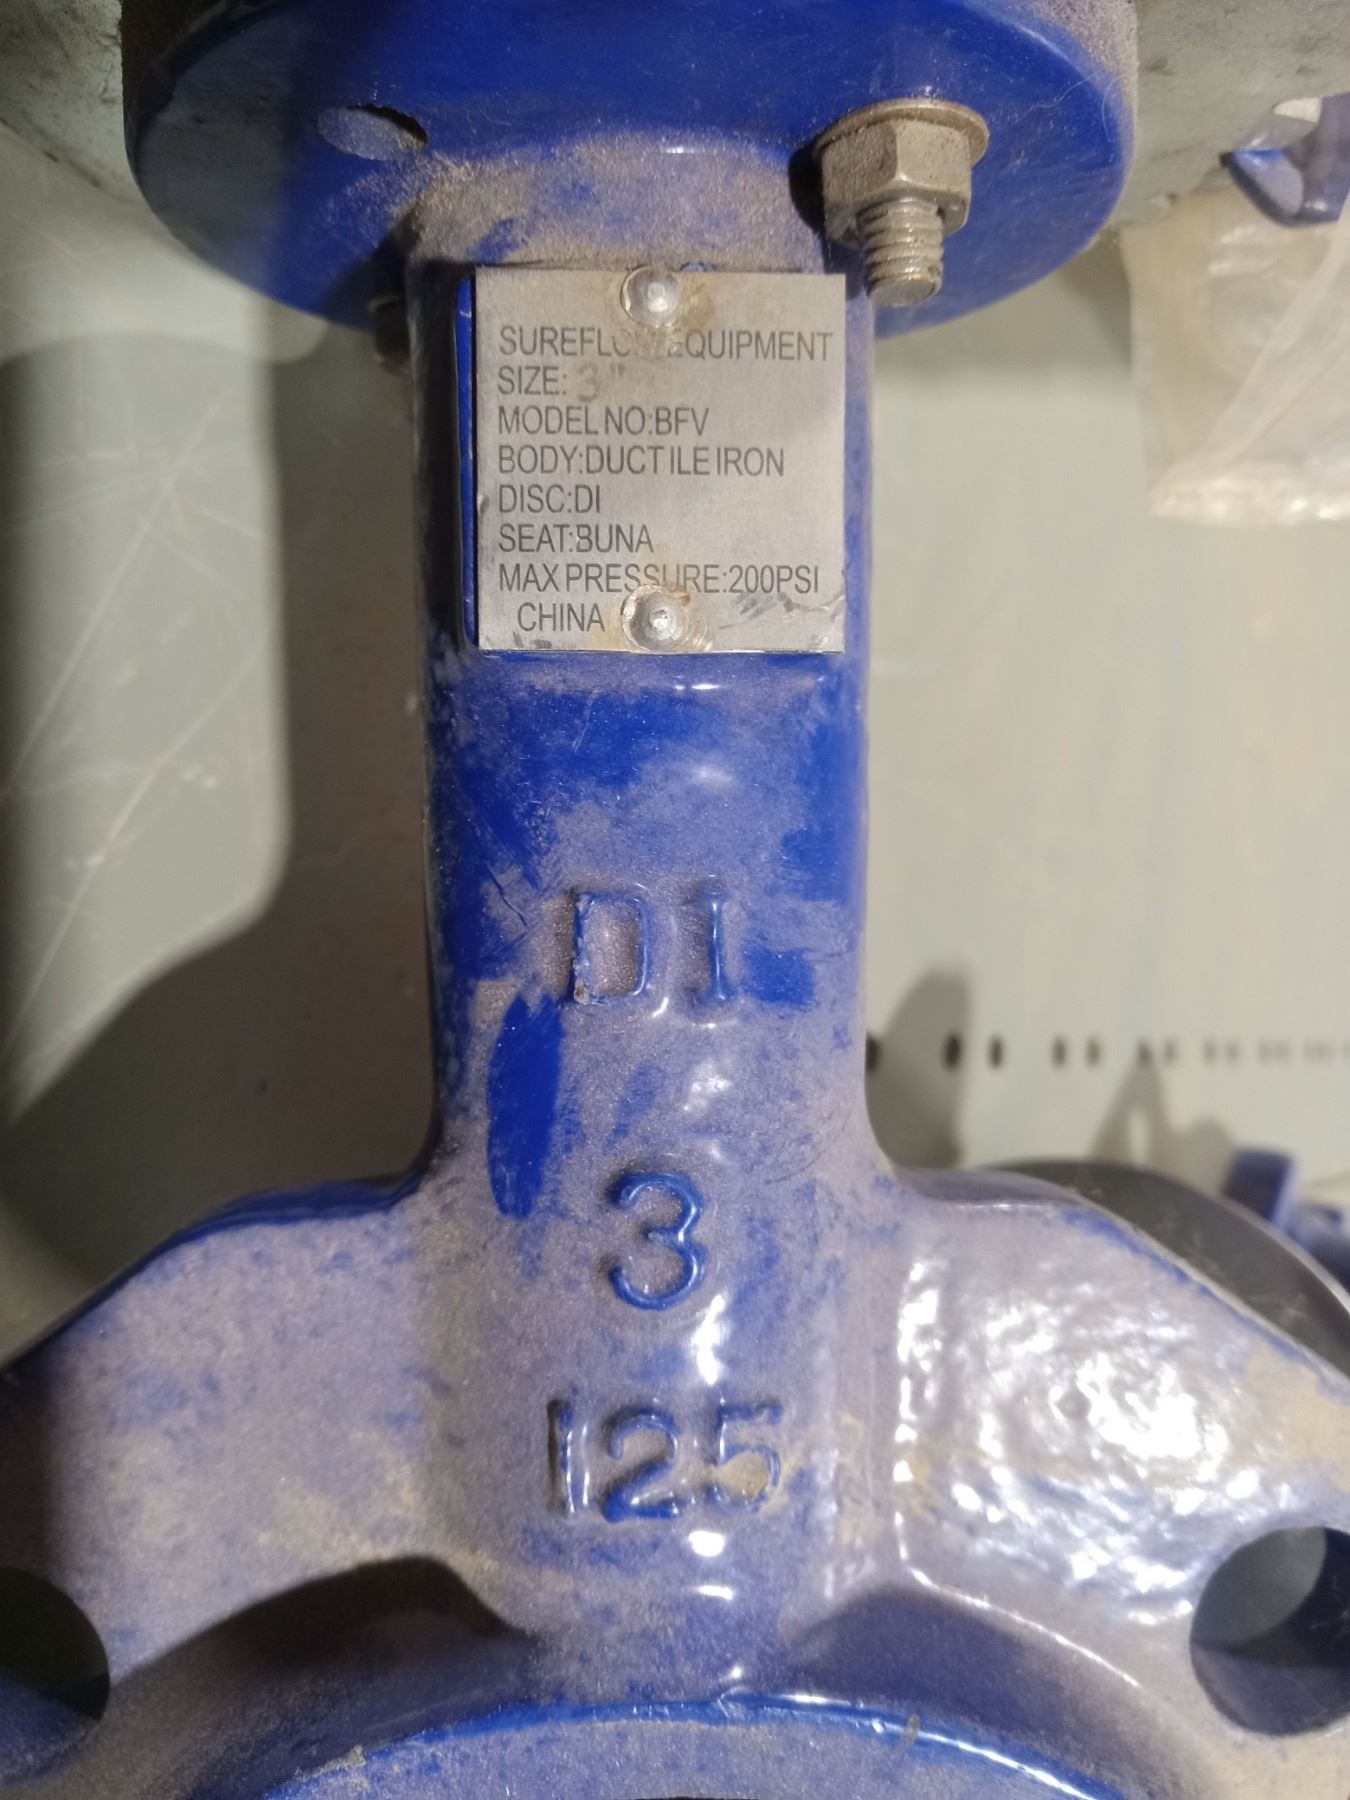 SUREFLOW EQUIPMENT
SIZE: 3"
MODEL NO:BFV
BODY:DUCTILE IRON
DISC:DI
SEAT:BUNA
MAX PRESSURE:200PSI
CHINA
DI
3
125